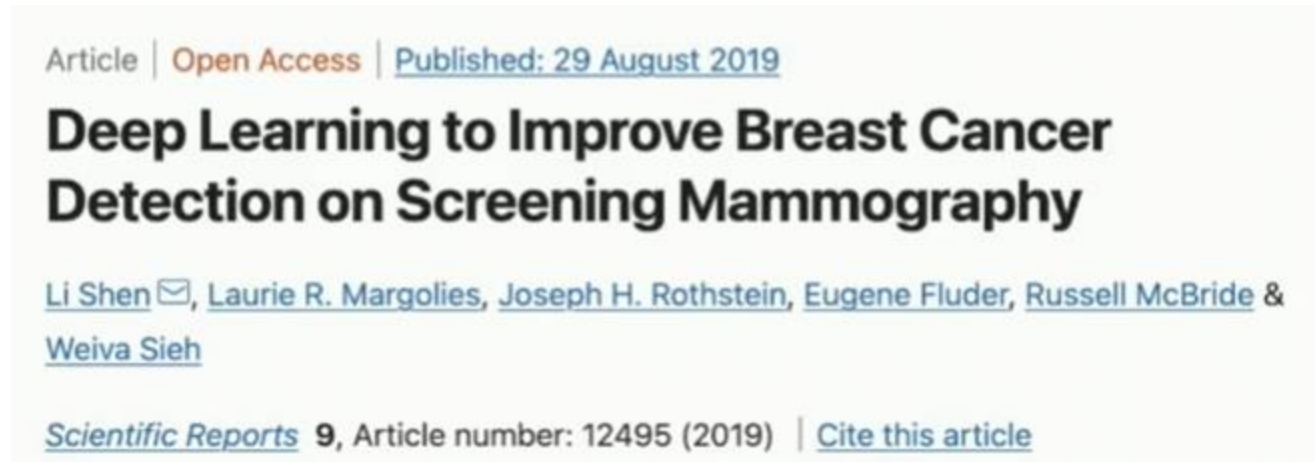 Article | Open Access | Published: 29 August 2019
Deep Learning to Improve Breast Cancer
Detection on Screening Mammography
Li Shen, Laurie R. Margolies, Joseph H. Rothstein, Eugene Fluder, Russell McBride &
Weiva Sieh
Scientific Reports 9, Article number: 12495 (2019) | Cite this article